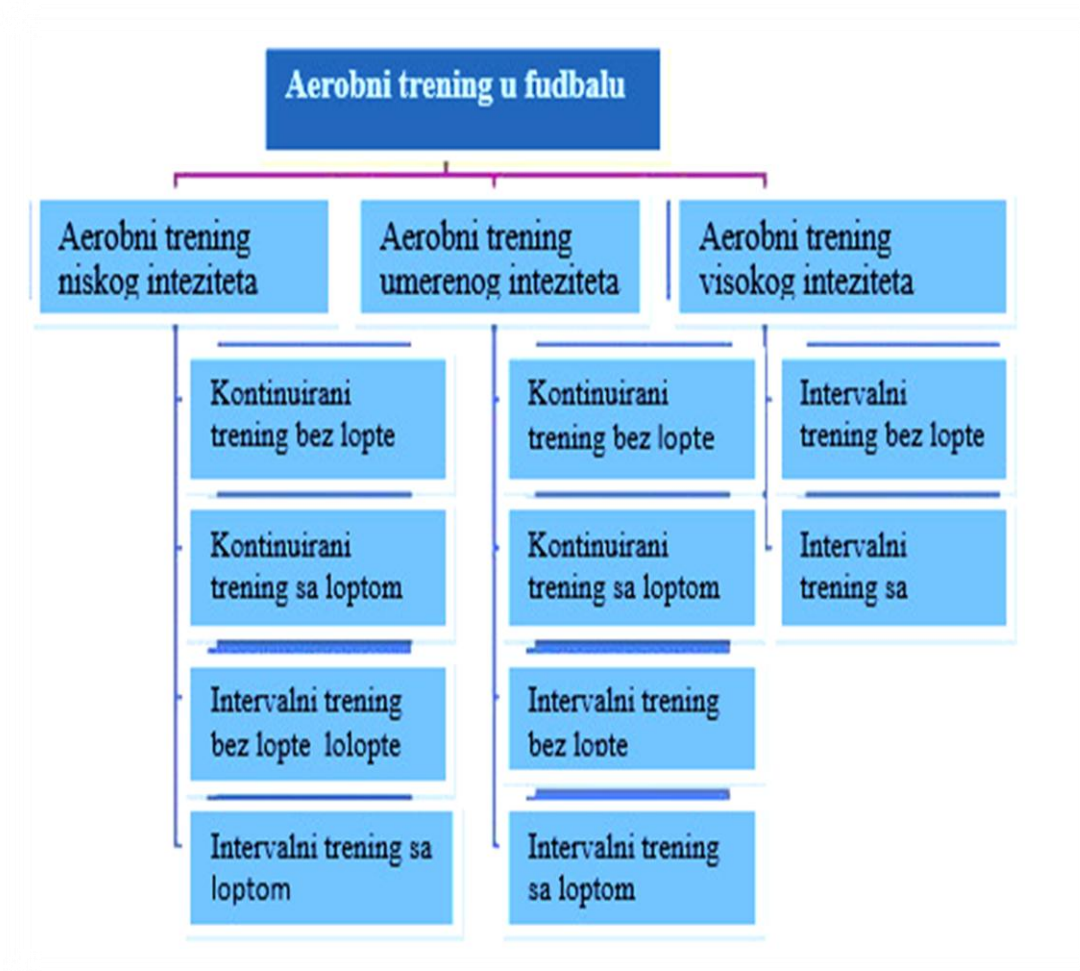 Aerobni trening u fudbalu
Aerobni trening
niskog inteziteta
Aerobni trening
umerenog inteziteta
Aerobni trening
visokog inteziteta
Kontinuirani
trening bez lopte
Kontinuirani
trening sa loptom
Intervalni trening
bez lopte lolopte
Intervalni trening sa
loptom
Kontinuirani
trening bez lopte
Kontinuirani
trening sa loptom
Intervalni trening
bez lopte
Intervalni trening
sa loptom
Intervalni
trening bez lopte
Intervalni
trening sa